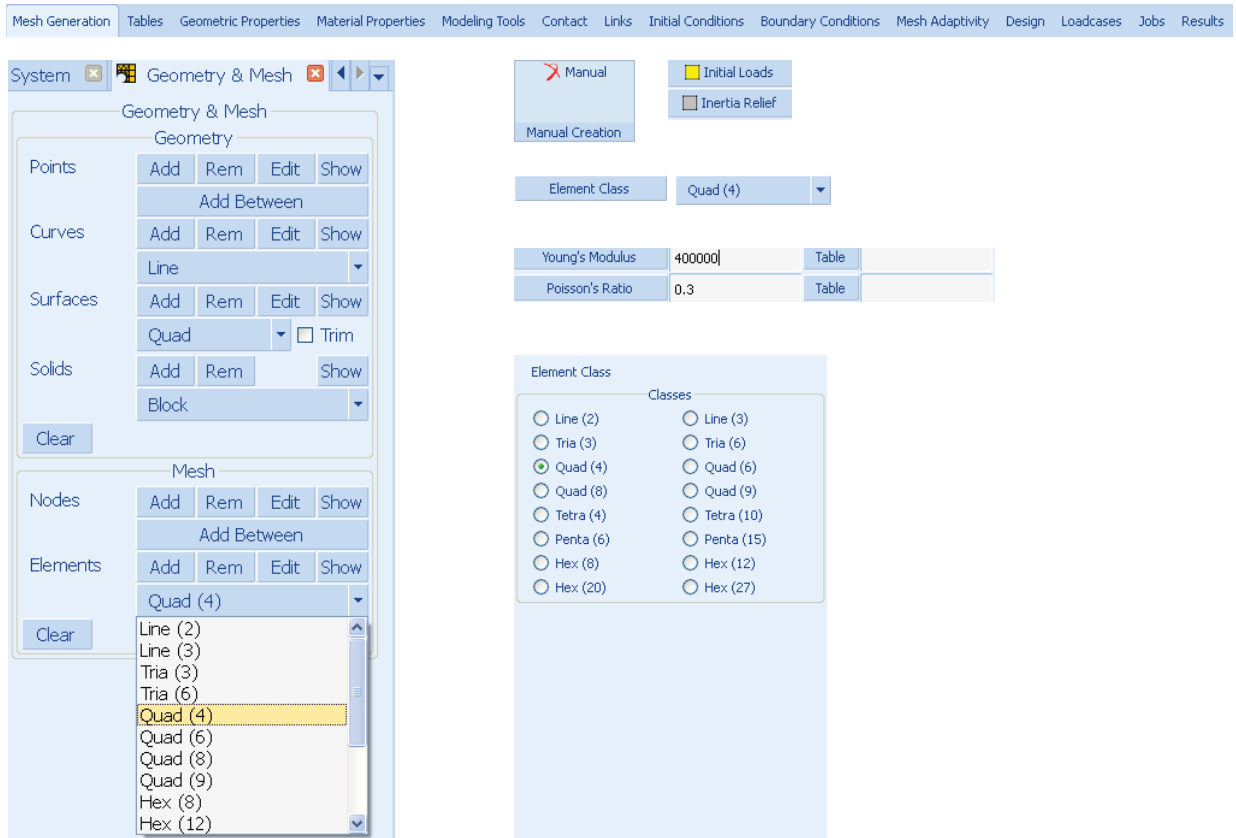 Mesh Generation Tables Geometric Properties Material Properties Modeling Tools Contact Links Initial Conditions Boundary Conditions Mesh Adaptivity Design Loadcases Jobs Results
System Geometry & Mesh
Geometry & Mesh
Geometry
Points Add Rem Edit Show
Add Between
Curves Add Rem Edit Show
Line
Surfaces Add Rem Edit Show
Quad Trim
Solids Add Rem Show
Block
Clear
Mesh
Nodes Add Rem Edit Show
Add Between
Elements Add Rem Edit Show
Quad (4)
Clear
Line (2)
Line (3)
Tria (3)
Tria (6)
Quad (4)
Quad (6)
Quad (8)
Quad (9)
Hex (8)
Hex (12)
Manual
Manual Creation
Initial Loads
Inertia Relief
Element Class Quad (4)
Young's Modulus 400000 Table
Poisson's Ratio 0.3 Table
Element Class
Classes
Line (2) Line (3)
Tria (3) Tria (6)
Quad (4) Quad (6)
Quad (8) Quad (9)
Tetra (4) Tetra (10)
Penta (6) Penta (15)
Hex (8) Hex (12)
Hex (20) Hex (27)